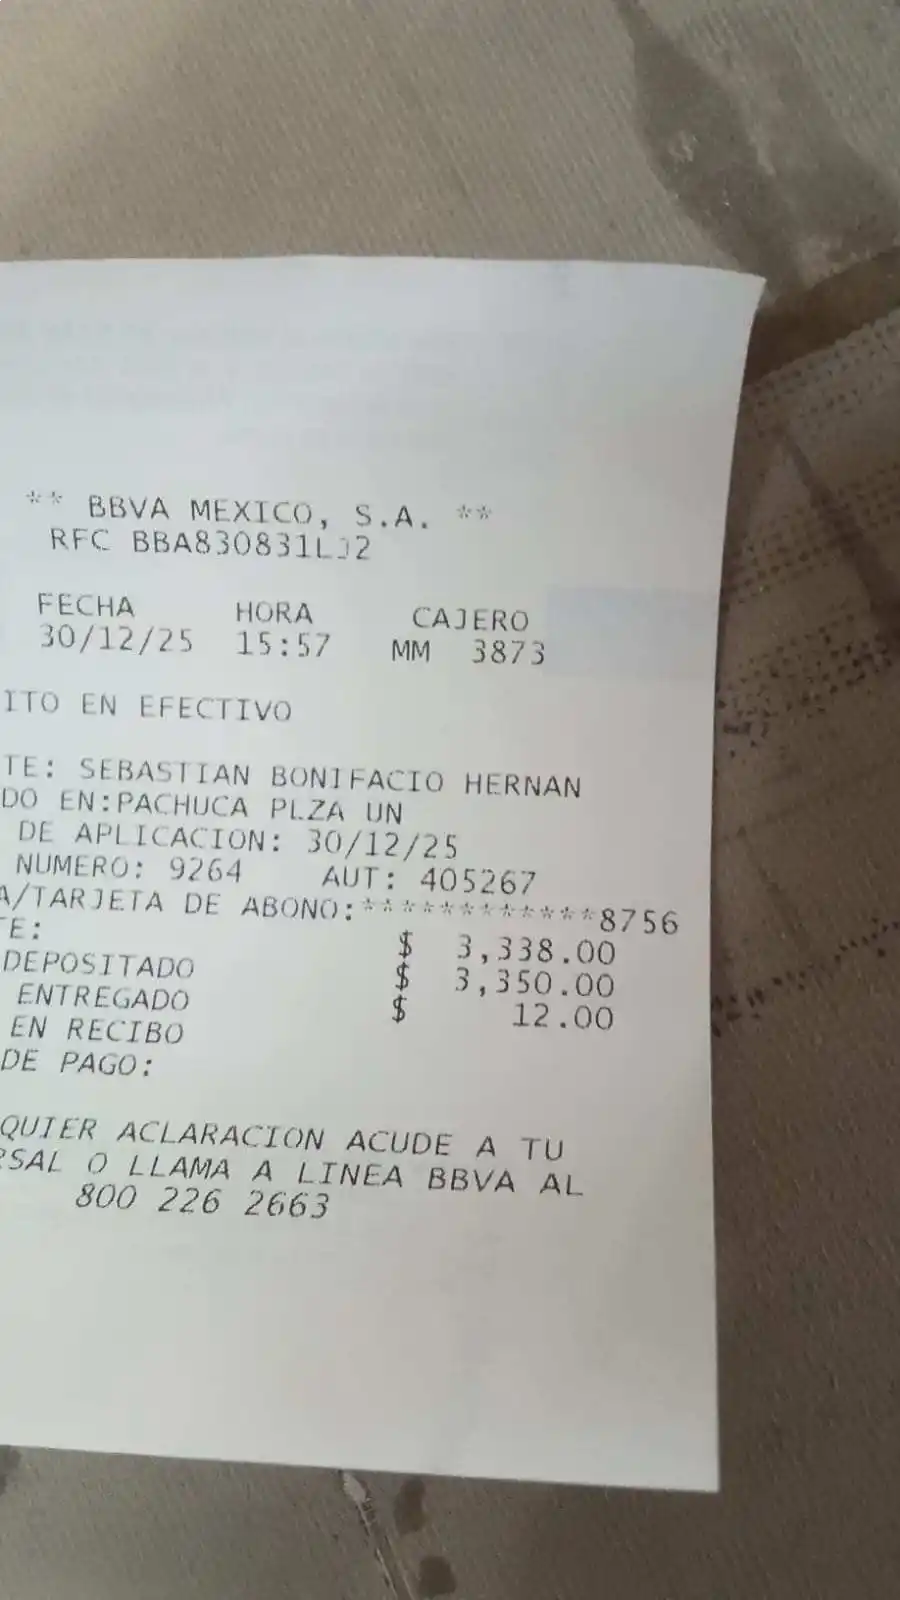 ** BBVA MEXICO, S.A. **
RFC BBA830831LJ2
FECHA HORA CAJERO
30/12/25 15:57 MM 3873
ITO EN EFECTIVO
TE: SEBASTIAN BONIFACIO HERNAN
DO EN:PACHUCA PLZA UN
DE APLICACION: 30/12/25
NUMERO: 9264 AUT: 405267
A/TARJETA DE ABONO:************8756
TE: $ 3,338.00
DEPOSITADO $ 3,350.00
ENTREGADO $ 12.00
EN RECIBO
DE PAGO:
QUIER ACLARACION ACUDE A TU
RSAL O LLAMA A LINEA BBVA AL
800 226 2663